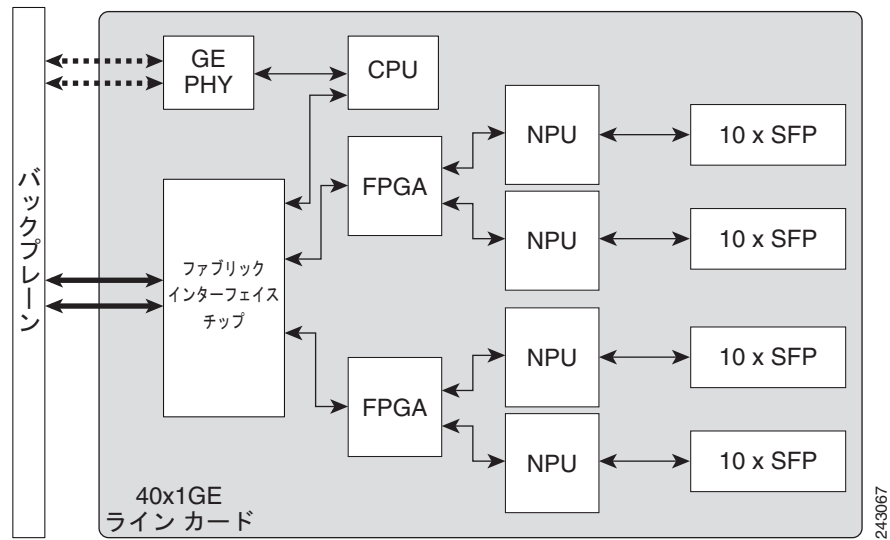 バックプレーン
GE
PHY
CPU
NPU
10 x SFP
FPGA
NPU
10 x SFP
ファブリック
インターフェイス
チップ
NPU
10 x SFP
FPGA
NPU
10 x SFP
40x1GE
ライン カード
243067